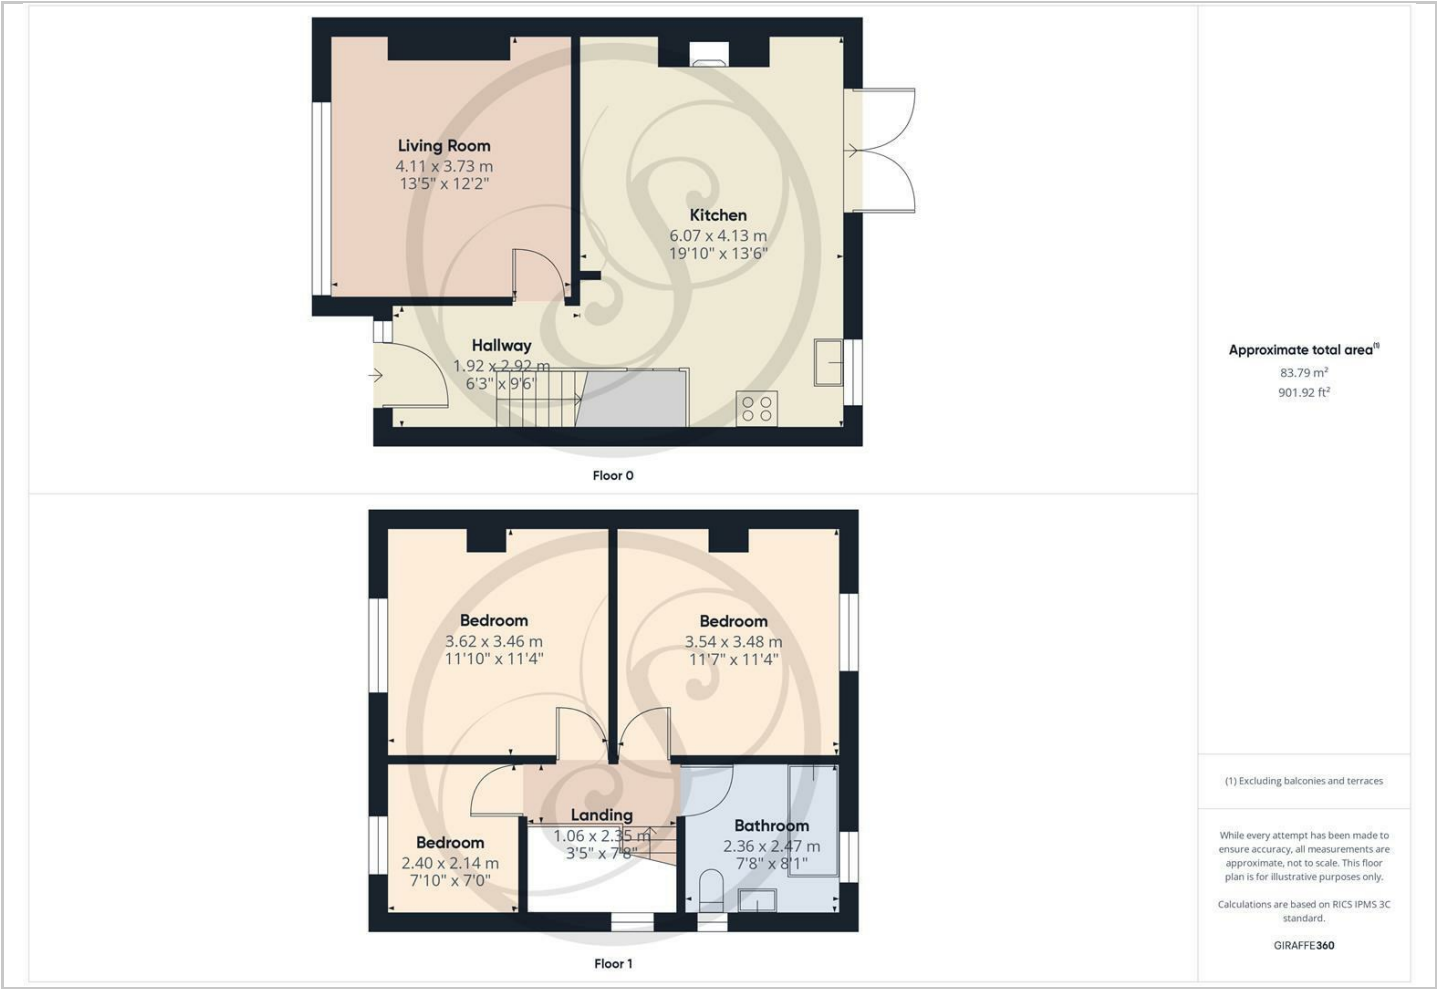 Living Room
4.11 x 3.73 m
13'5" x 12'2"
Kitchen
6.07 x 4.13 m
19'10" x 13'6"
Hallway
1.92 x 2.92 m
6'3" x 9'6"
Floor 0
Bedroom
3.62 x 3.46 m
11'10" x 11'4"
Bedroom
3.54 x 3.48 m
11'7" x 11'4"
Landing
1.06 x 2.35 m
3'5" x 7'8"
Bathroom
2.36 x 2.47 m
7'8" x 8'1"
Bedroom
2.40 x 2.14 m
7'10" x 7'0"
Floor 1
Approximate total area⁽¹⁾
83.79 m²
901.92 ft²
(1) Excluding balconies and terraces
While every attempt has been made to
ensure accuracy, all measurements are
approximate, not to scale. This floor
plan is for illustrative purposes only.
Calculations are based on RICS IPMS 3C
standard.
GIRAFFE360